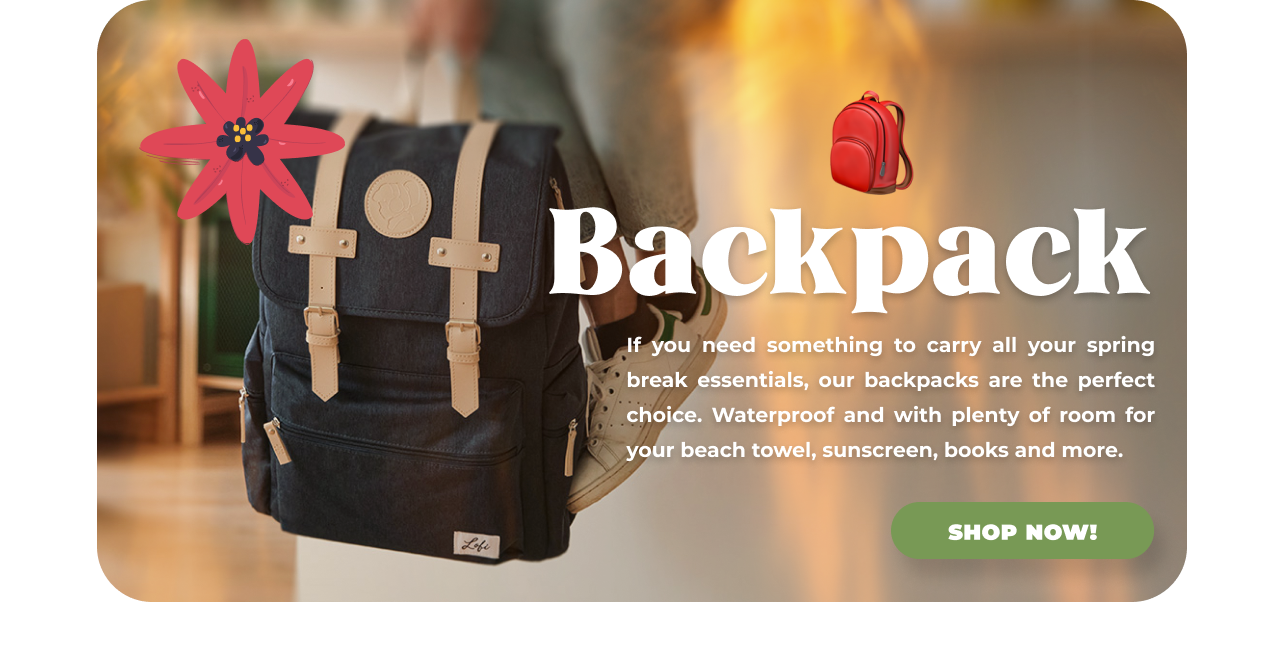 Backpack
If you need something to carry all your spring
break essentials, our backpacks are the perfect
choice. Waterproof and with plenty of room for
your beach towel, sunscreen, books and more.
SHOP NOW!
Lofi